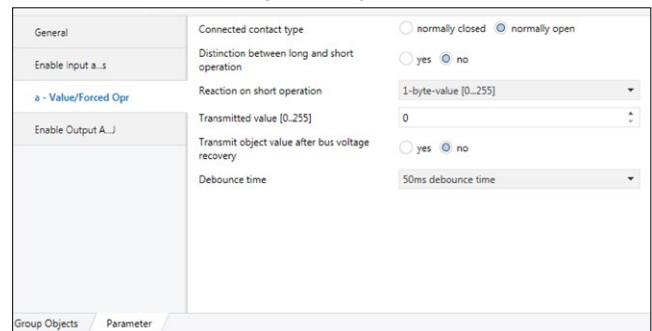 General
Enable Input a...s
a - Value/Forced Opr
Enable Output A...J
Connected contact type
normally closed normally open
Distinction between long and short
operation
yes no
Reaction on short operation
1-byte-value [0...255]
Transmitted value [0..255]
0
Transmit object value after bus voltage
recovery
yes no
Debounce time
50ms debounce time
Group Objects Parameter